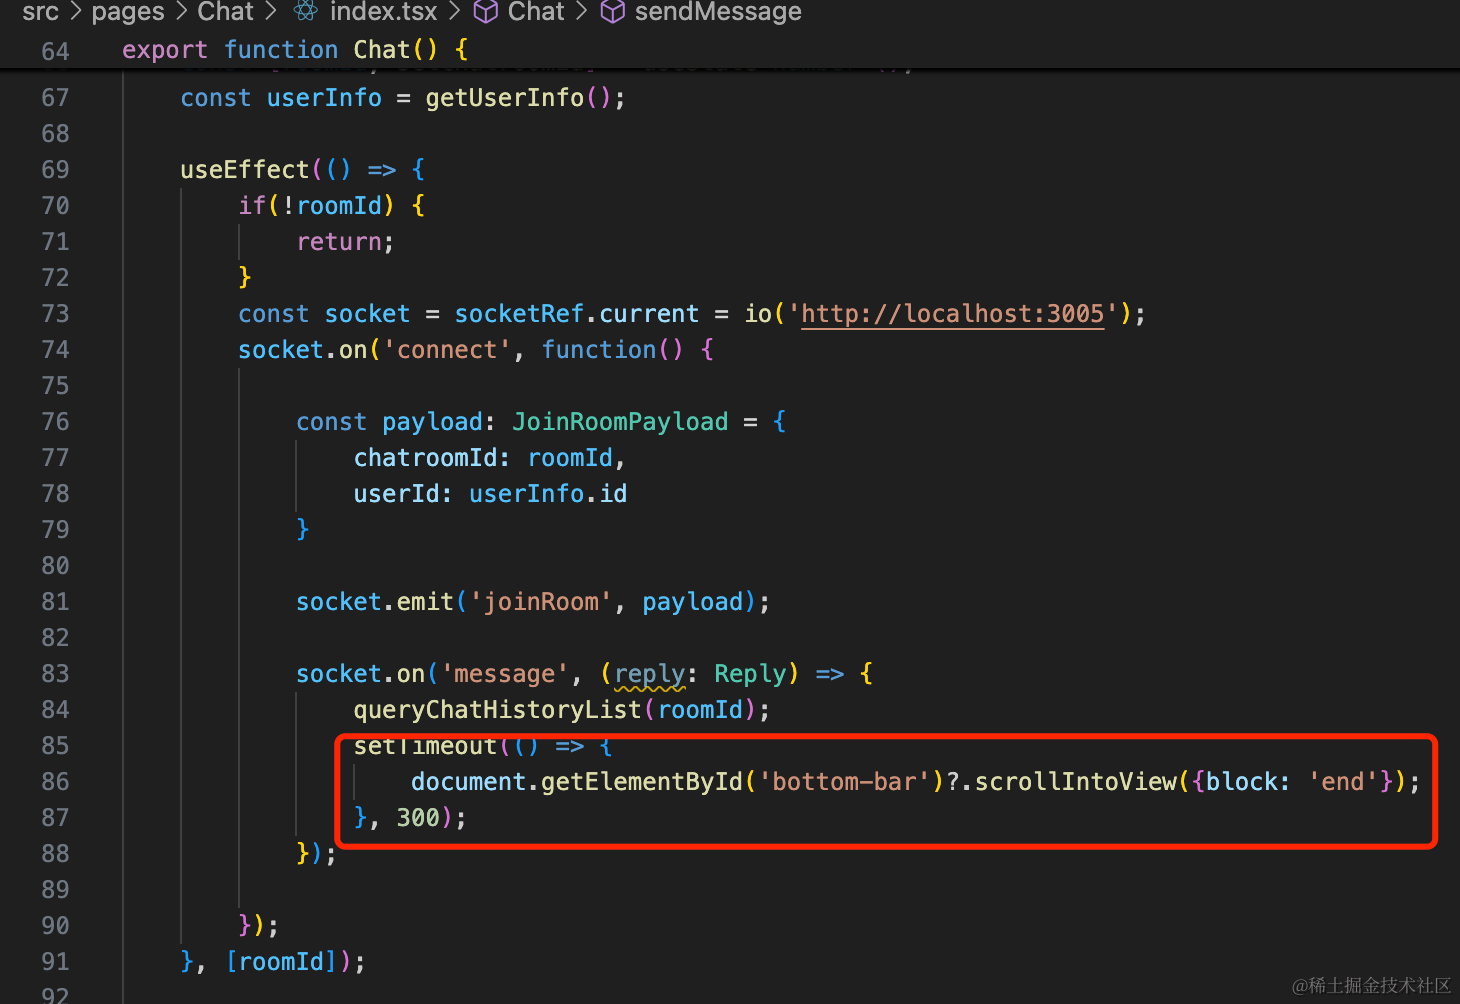 src > pages > Chat > index.tsx > Chat > sendMessage
64 export function Chat() {
67 const userInfo = getUserInfo();
68
69 useEffect(() => {
70 if(!roomId) {
71 return;
72 }
73 const socket = socketRef.current = io('http://localhost:3005');
74 socket.on('connect', function() {
75
76 const payload: JoinRoomPayload = {
77 chatroomId: roomId,
78 userId: userInfo.id
79 }
80
81 socket.emit('joinRoom', payload);
82
83 socket.on('message', (reply: Reply) => {
84 queryChatHistoryList(roomId);
85 setTimeout(() => {
86 document.getElementById('bottom-bar')?.scrollIntoView({block: 'end'});
87 }, 300);
88 });
89
90 });
91 }, [roomId]);
92
@稀土掘金技术社区